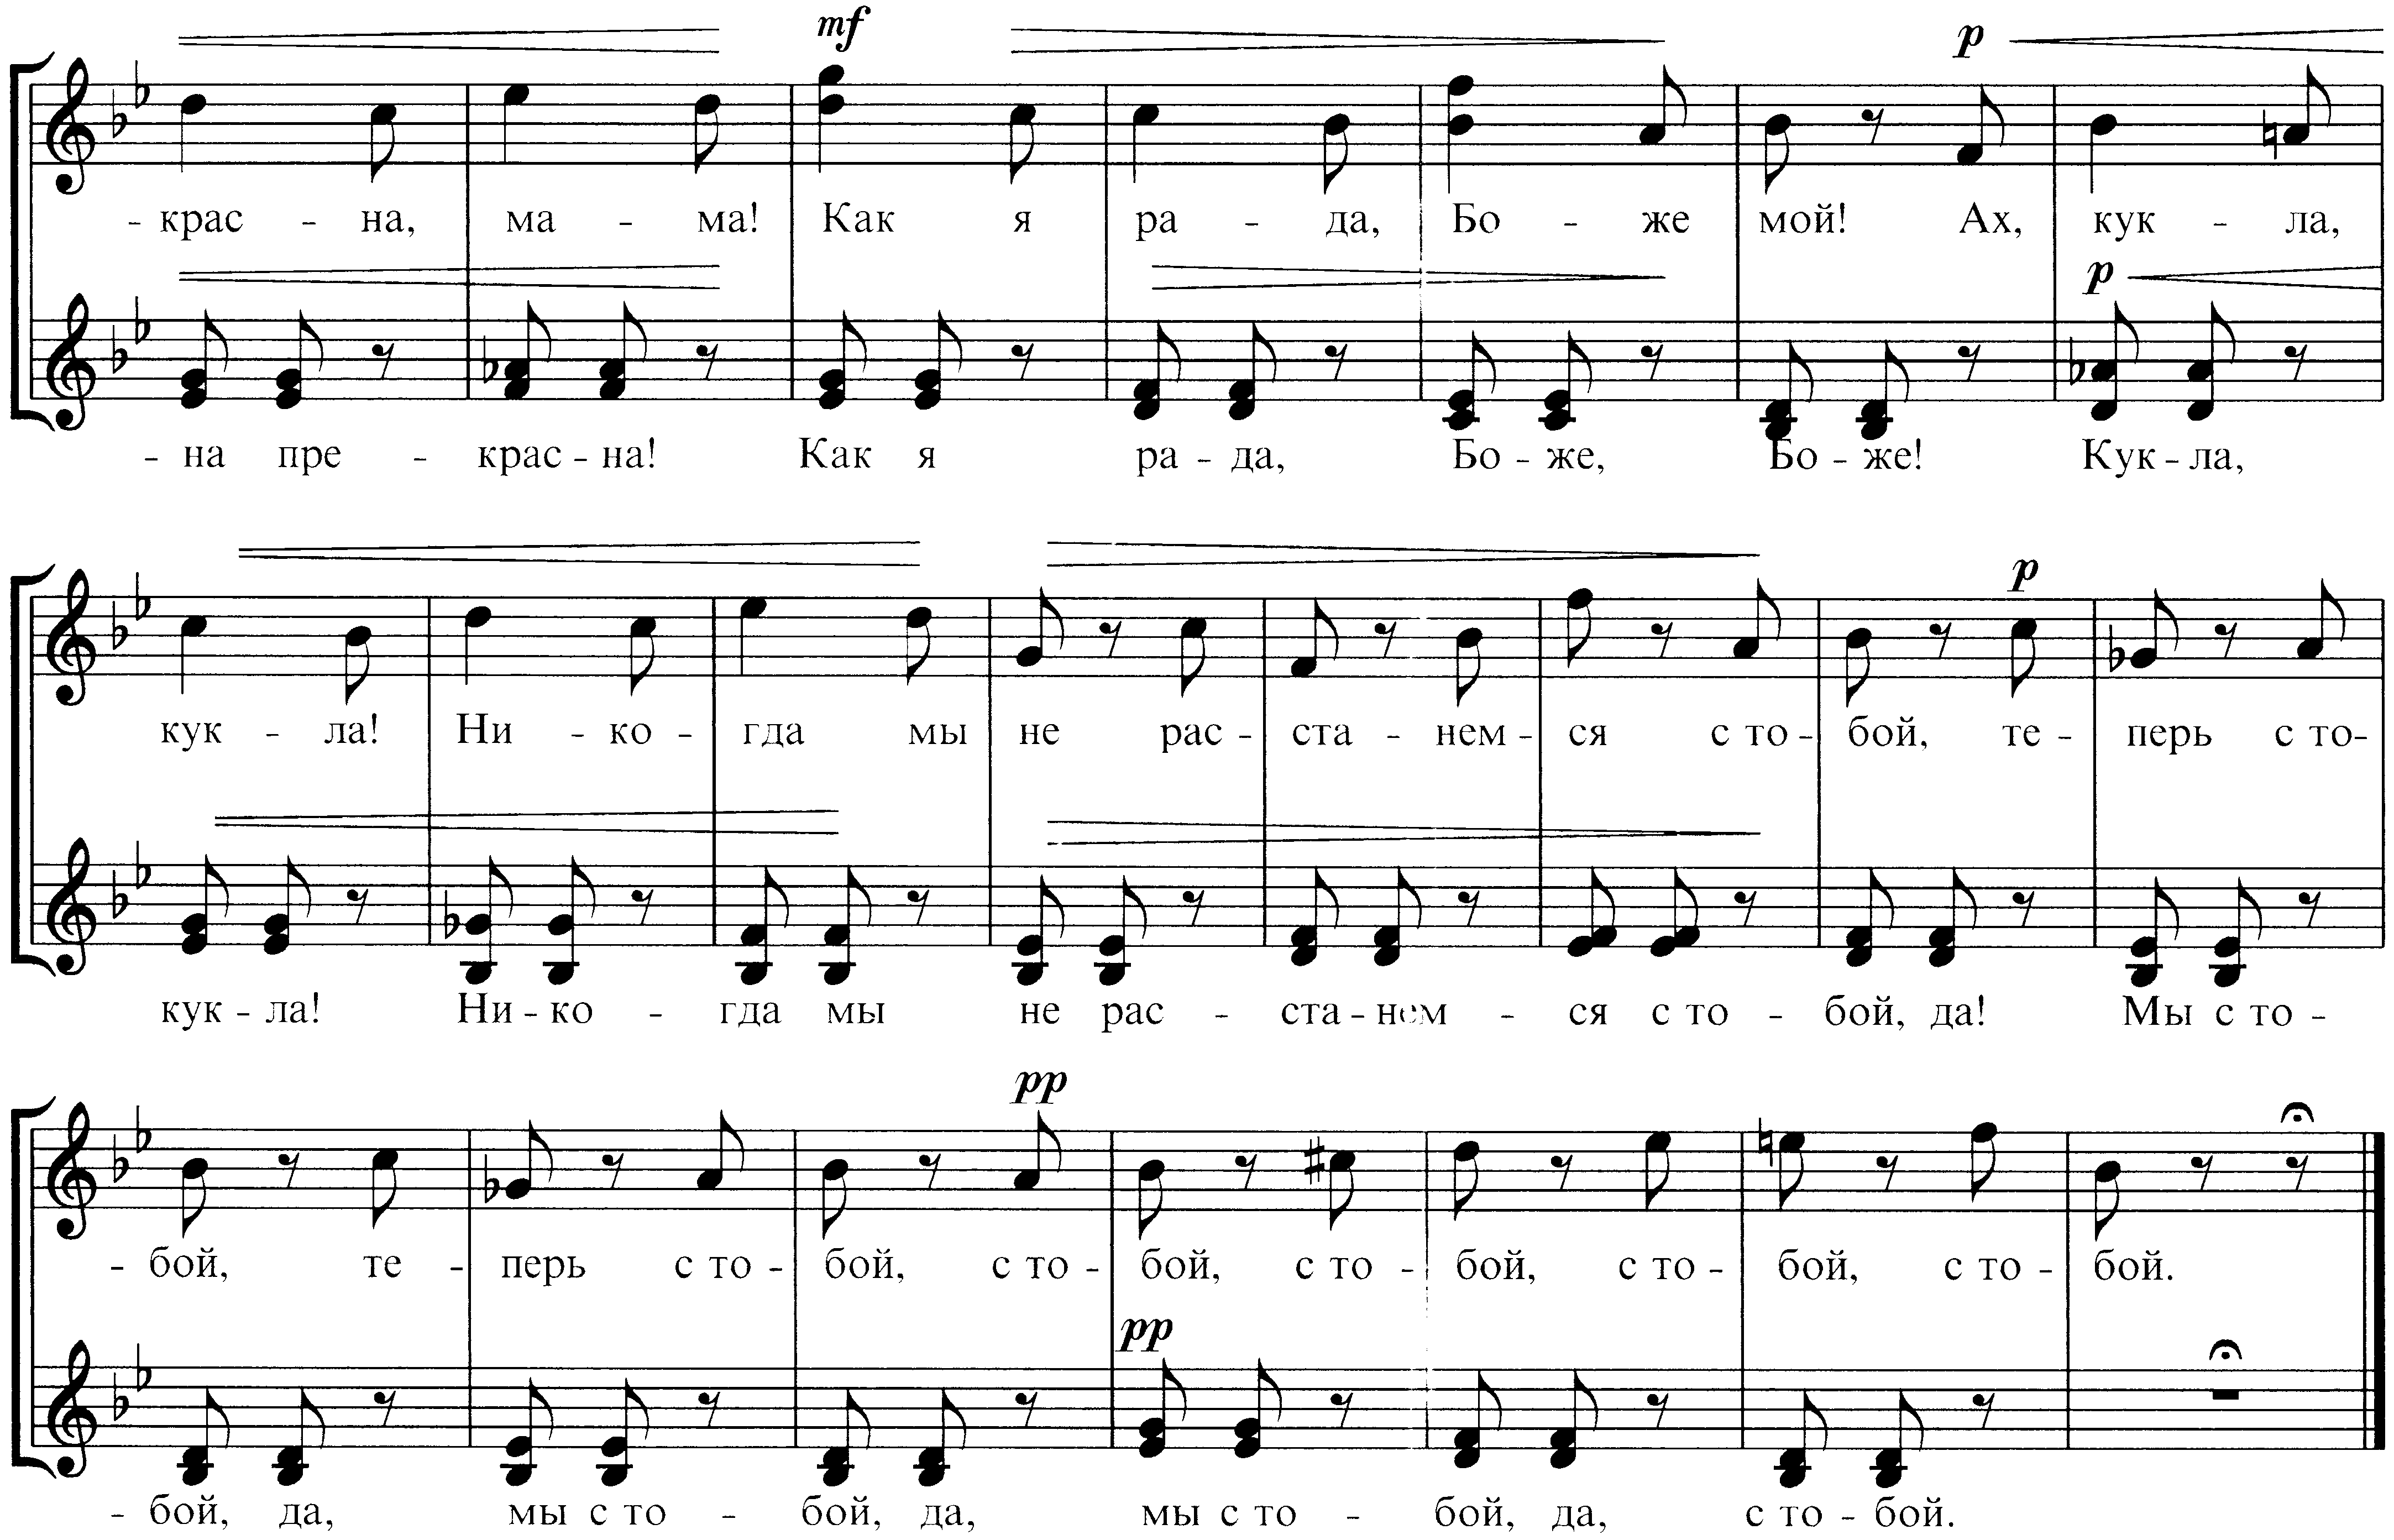 mf p
- крас - на, ма - ма! Как я ра - да, Бо - же мой! Ах, кук - ла,
p
- на пре - крас - на! Как я ра - да, Бо - же, Бо - же! Кук - ла,
p
кук - ла! Ни - ко - гда мы не рас - ста - нем - ся с то - бой, те - перь с то -
кук - ла! Ни - ко - гда мы не рас - ста - нем - ся с то - бой, да! Мы с то -
pp
- бой, те - перь с то - бой, с то - бой, с то - бой, с то - бой, с то - бой.
pp
- бой, да, мы с то - бой, да, мы с то - бой, да, с то - бой.